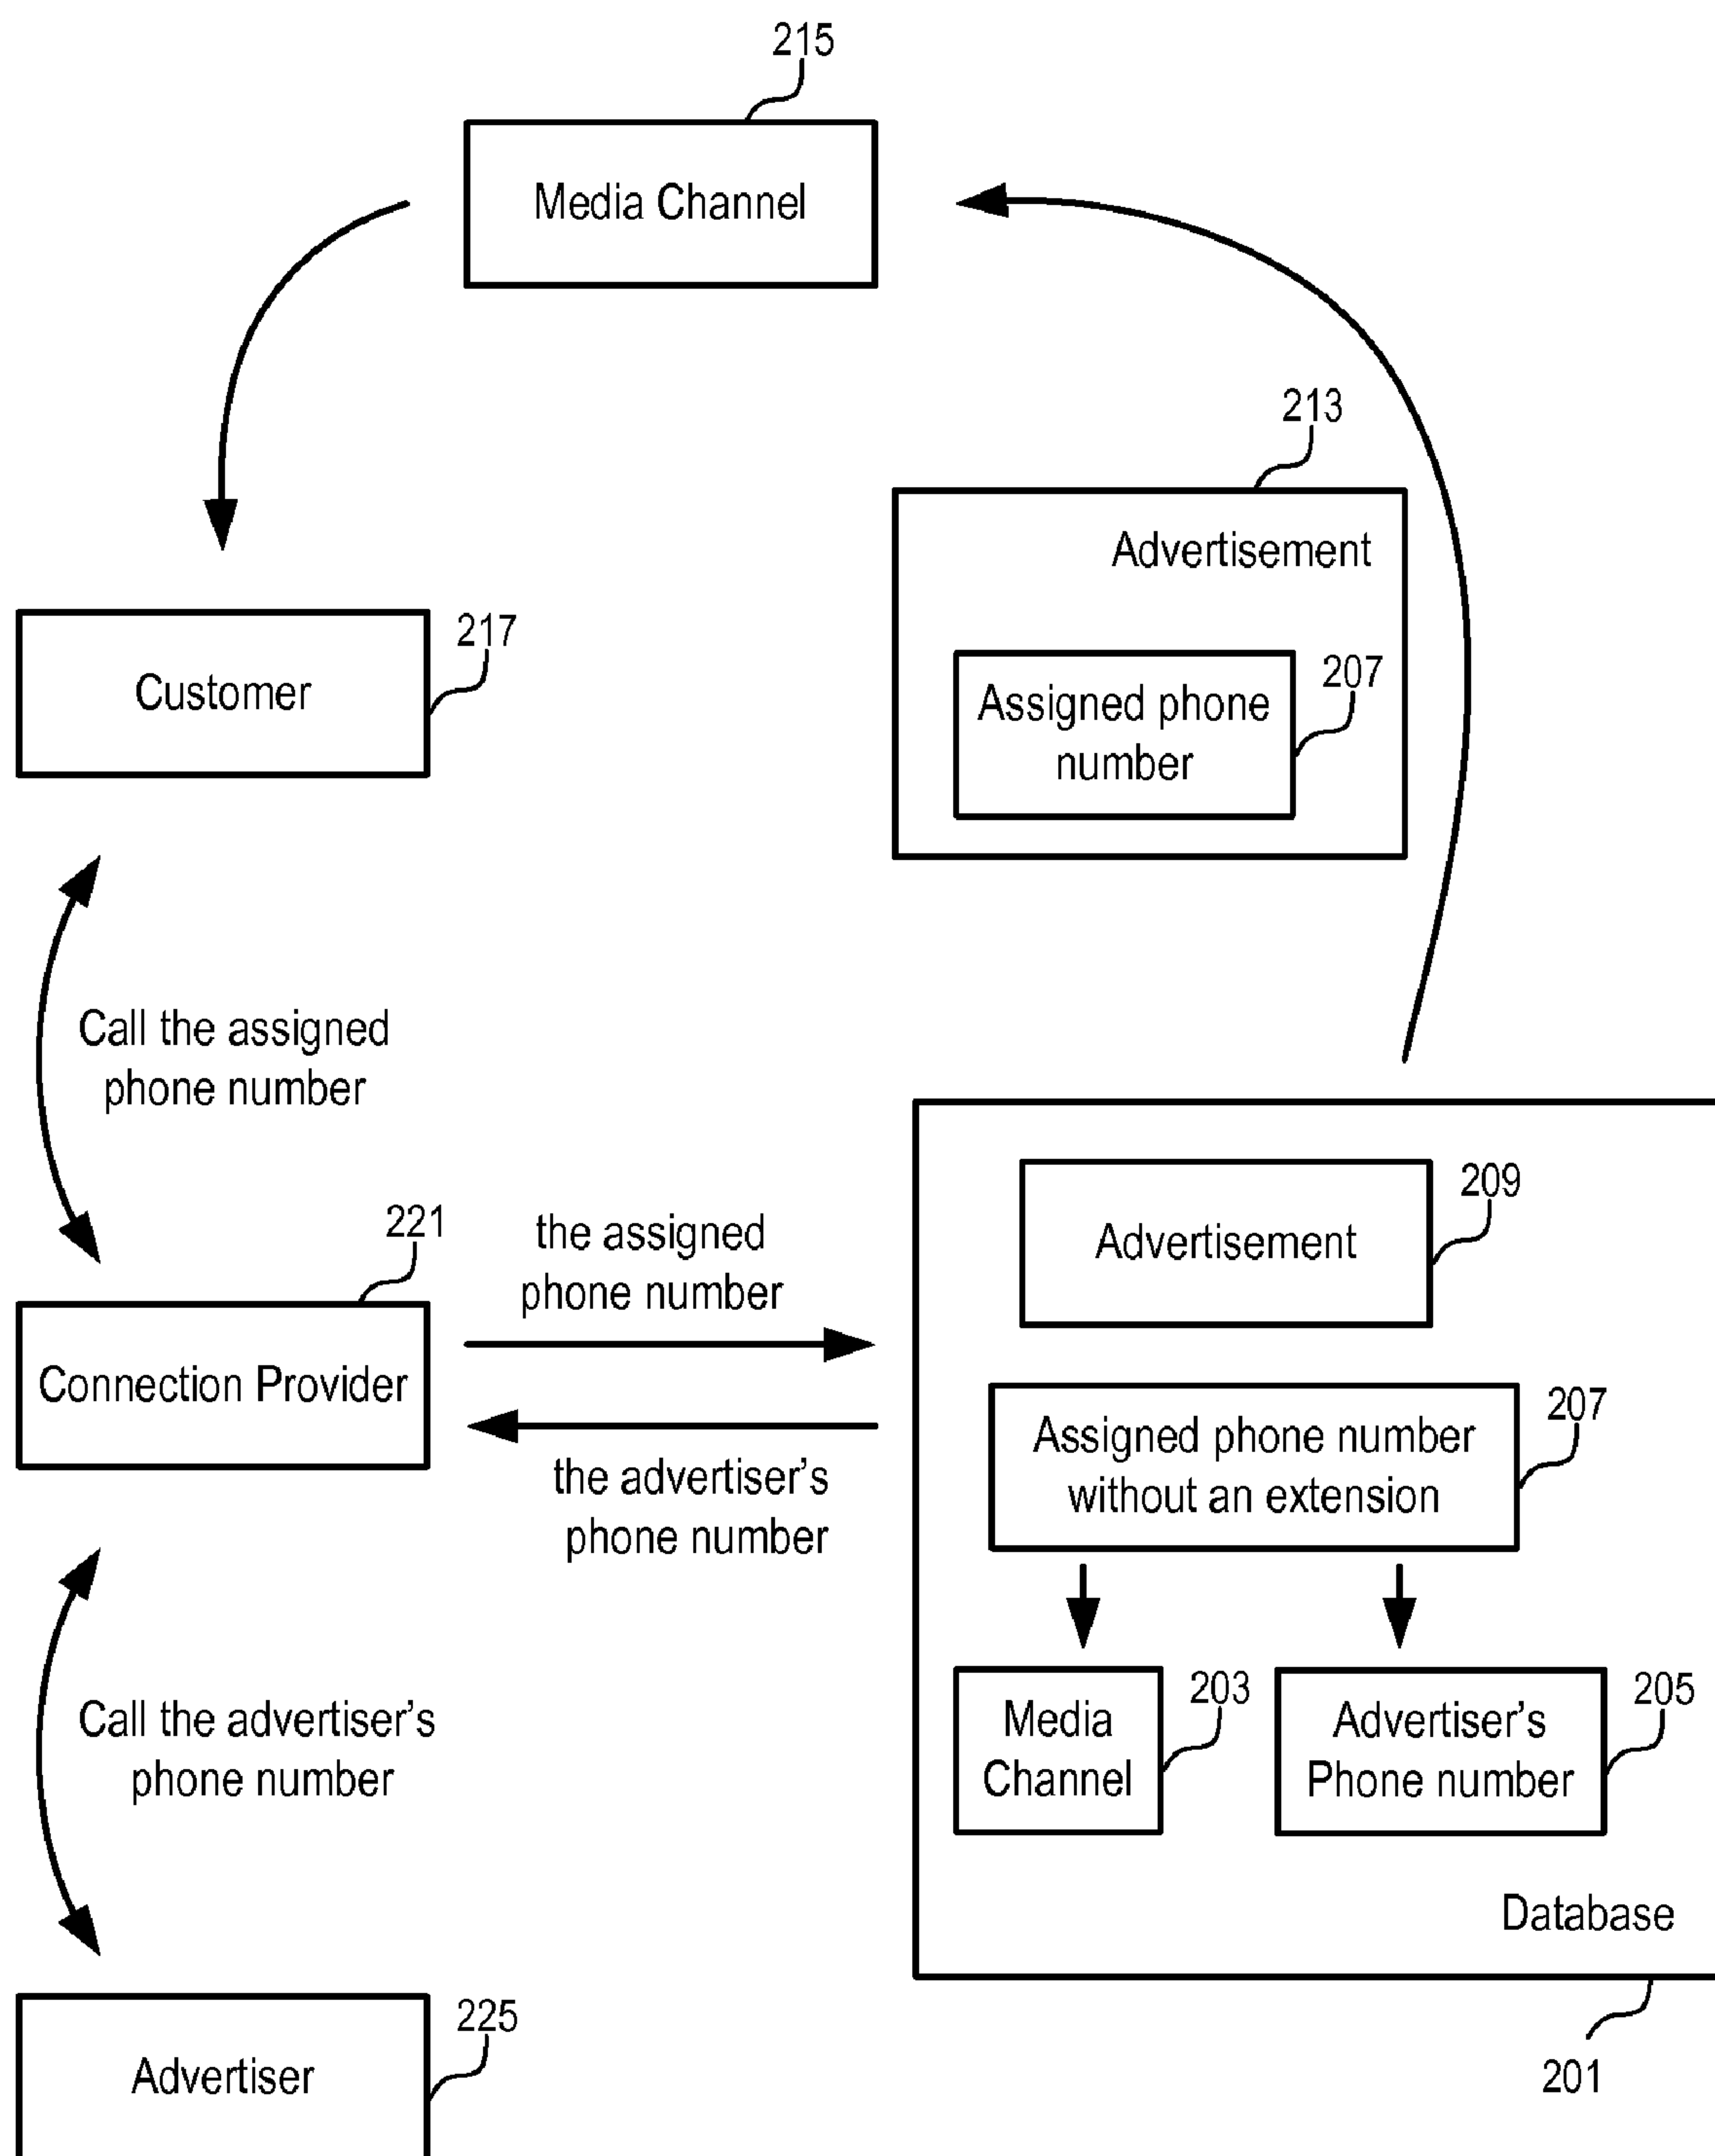 215
Media Channel
213
Advertisement
217
Customer
207
Assigned phone
number
Call the assigned
phone number
221
Connection Provider
the assigned
phone number
the advertiser's
phone number
209
Advertisement
207
Assigned phone number
without an extension
203
Media
Channel
205
Advertiser's
Phone number
Database
201
Call the advertiser's
phone number
225
Advertiser